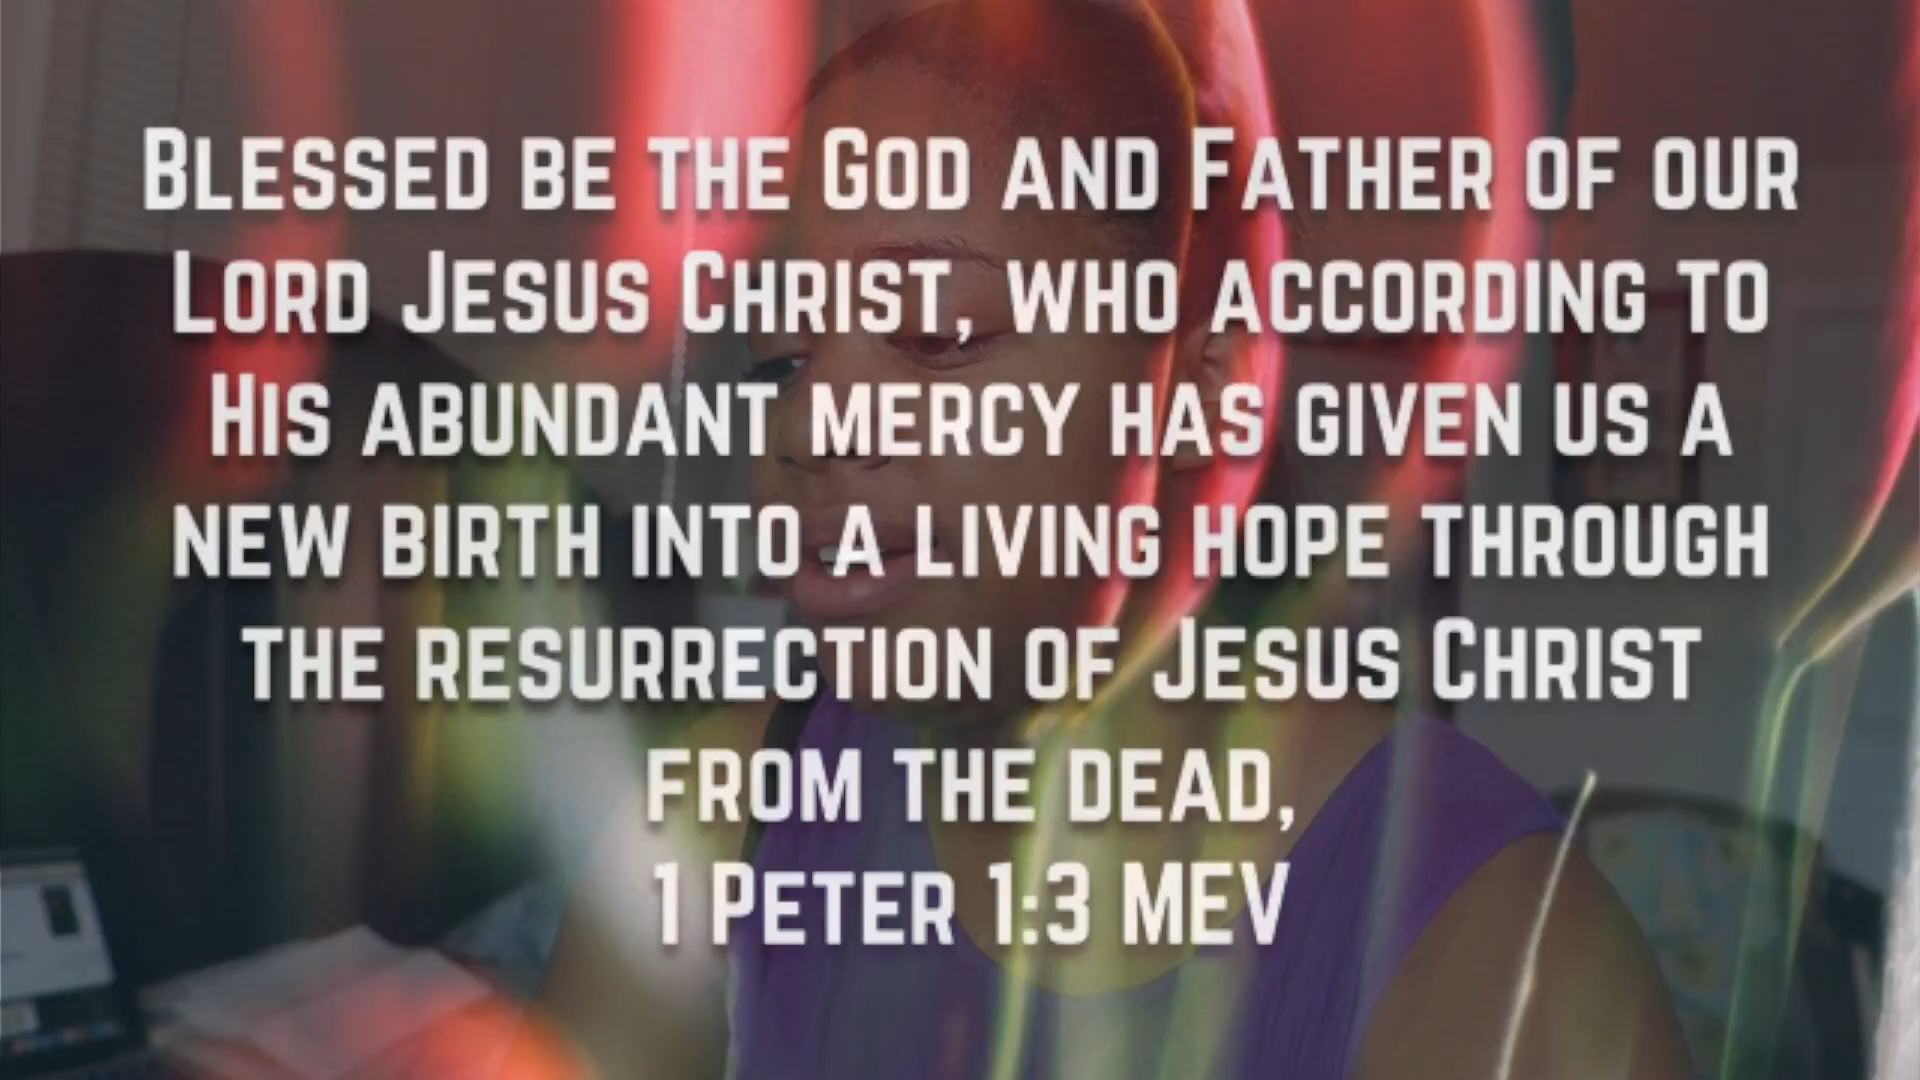 Blessed be the God and Father of our
Lord Jesus Christ, who according to
His abundant mercy has given us a
new birth into a living hope through
the resurrection of Jesus Christ
from the dead,
1 Peter 1:3 MEV